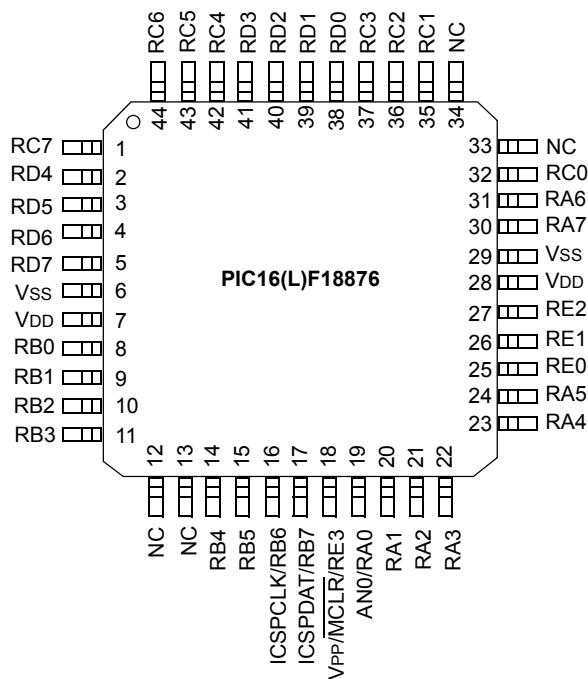 RC6
RC5
RC4
RD3
RD2
RD1
RD0
RC3
RC2
RC1
NC
44
43
42
41
40
39
38
37
36
35
34
RC7 1
RD4 2
RD5 3
RD6 4
RD7 5
VSS 6
VDD 7
RB0 8
RB1 9
RB2 10
RB3 11
PIC16(L)F18876
33 NC
32 RC0
31 RA6
30 RA7
29 VSS
28 VDD
27 RE2
26 RE1
25 RE0
24 RA5
23 RA4
12
13
14
15
16
17
18
19
20
21
22
NC
NC
RB4
RB5
ICSPCLK/RB6
ICSPDAT/RB7
VPP/MCLR/RE3
AN0/RA0
RA1
RA2
RA3